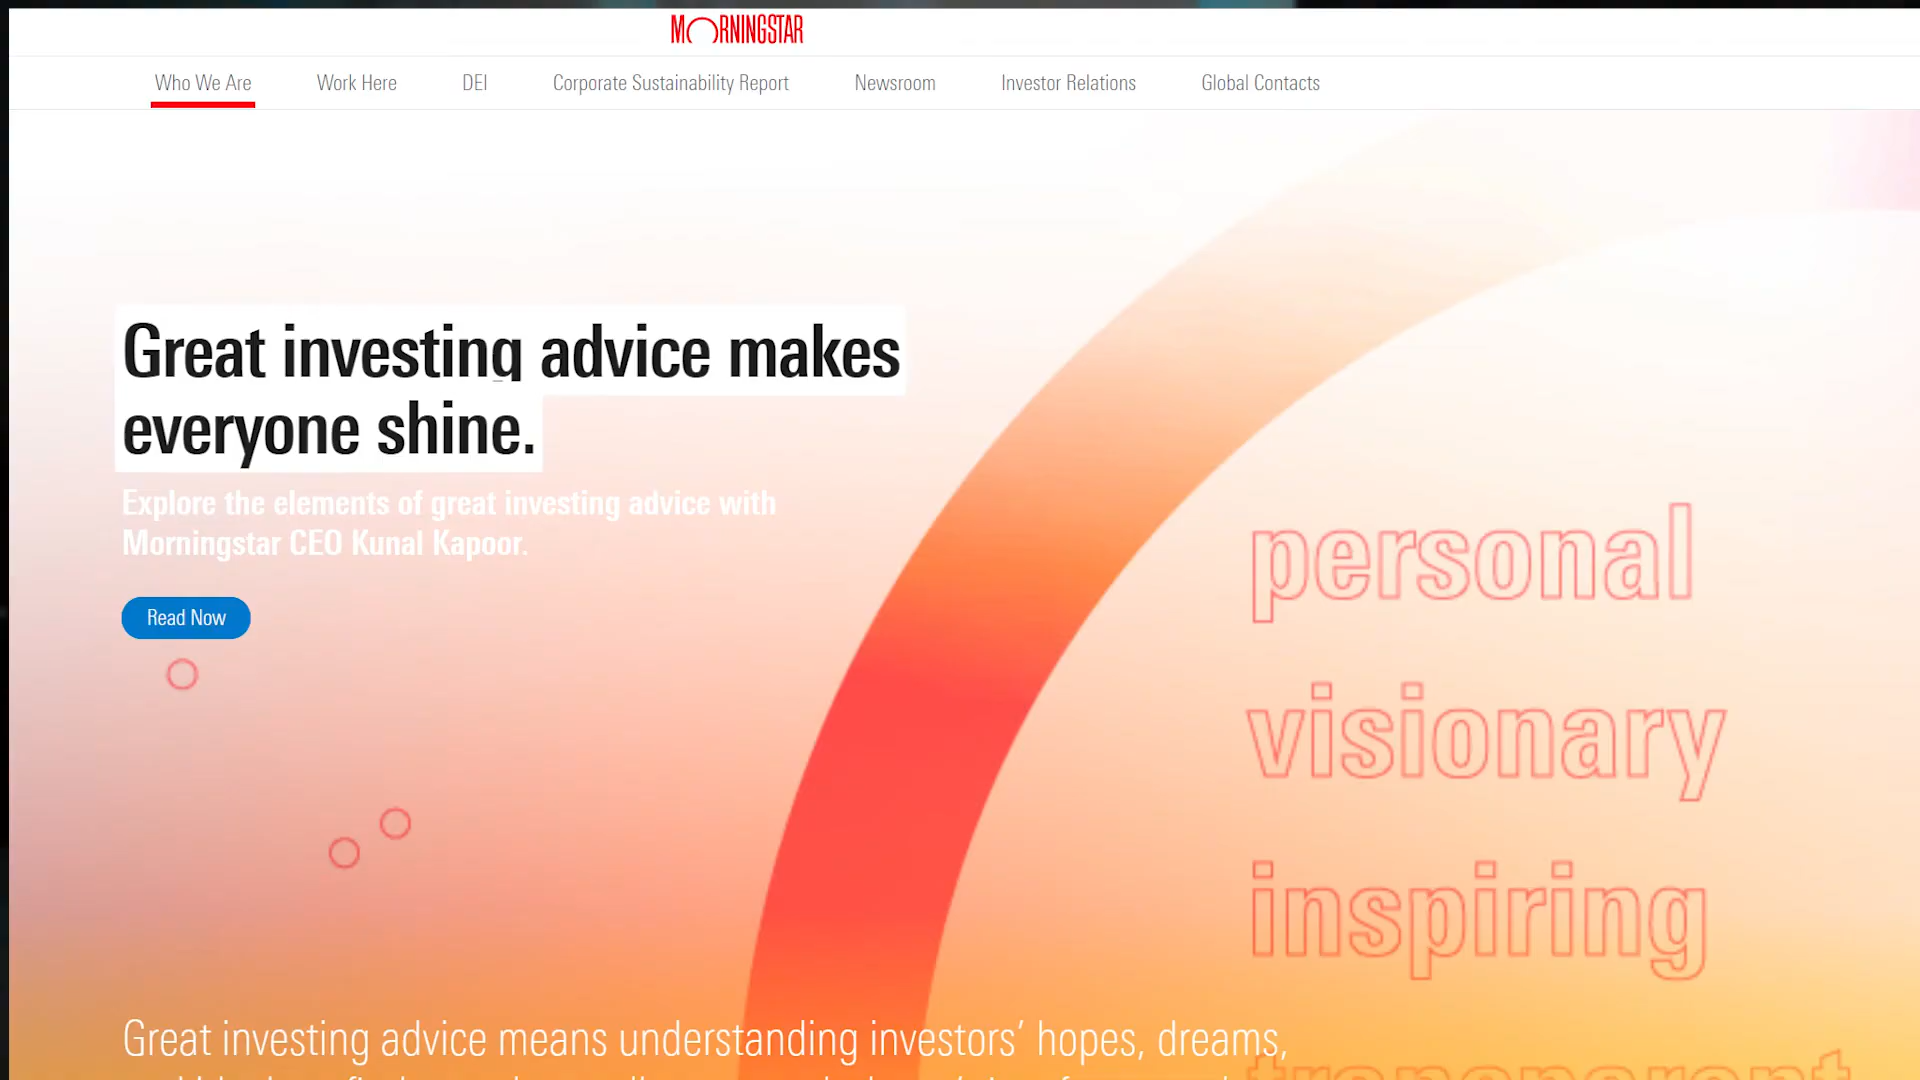 MORNINGSTAR
Who We Are Work Here DEI Corporate Sustainability Report Newsroom Investor Relations Global Contacts
Great investing advice makes
everyone shine.
Explore the elements of great investing advice with
Morningstar CEO Kunal Kapoor.
Read Now
personal
visionary
inspiring
Great investing advice means understanding investors’ hopes, dreams,
transparent